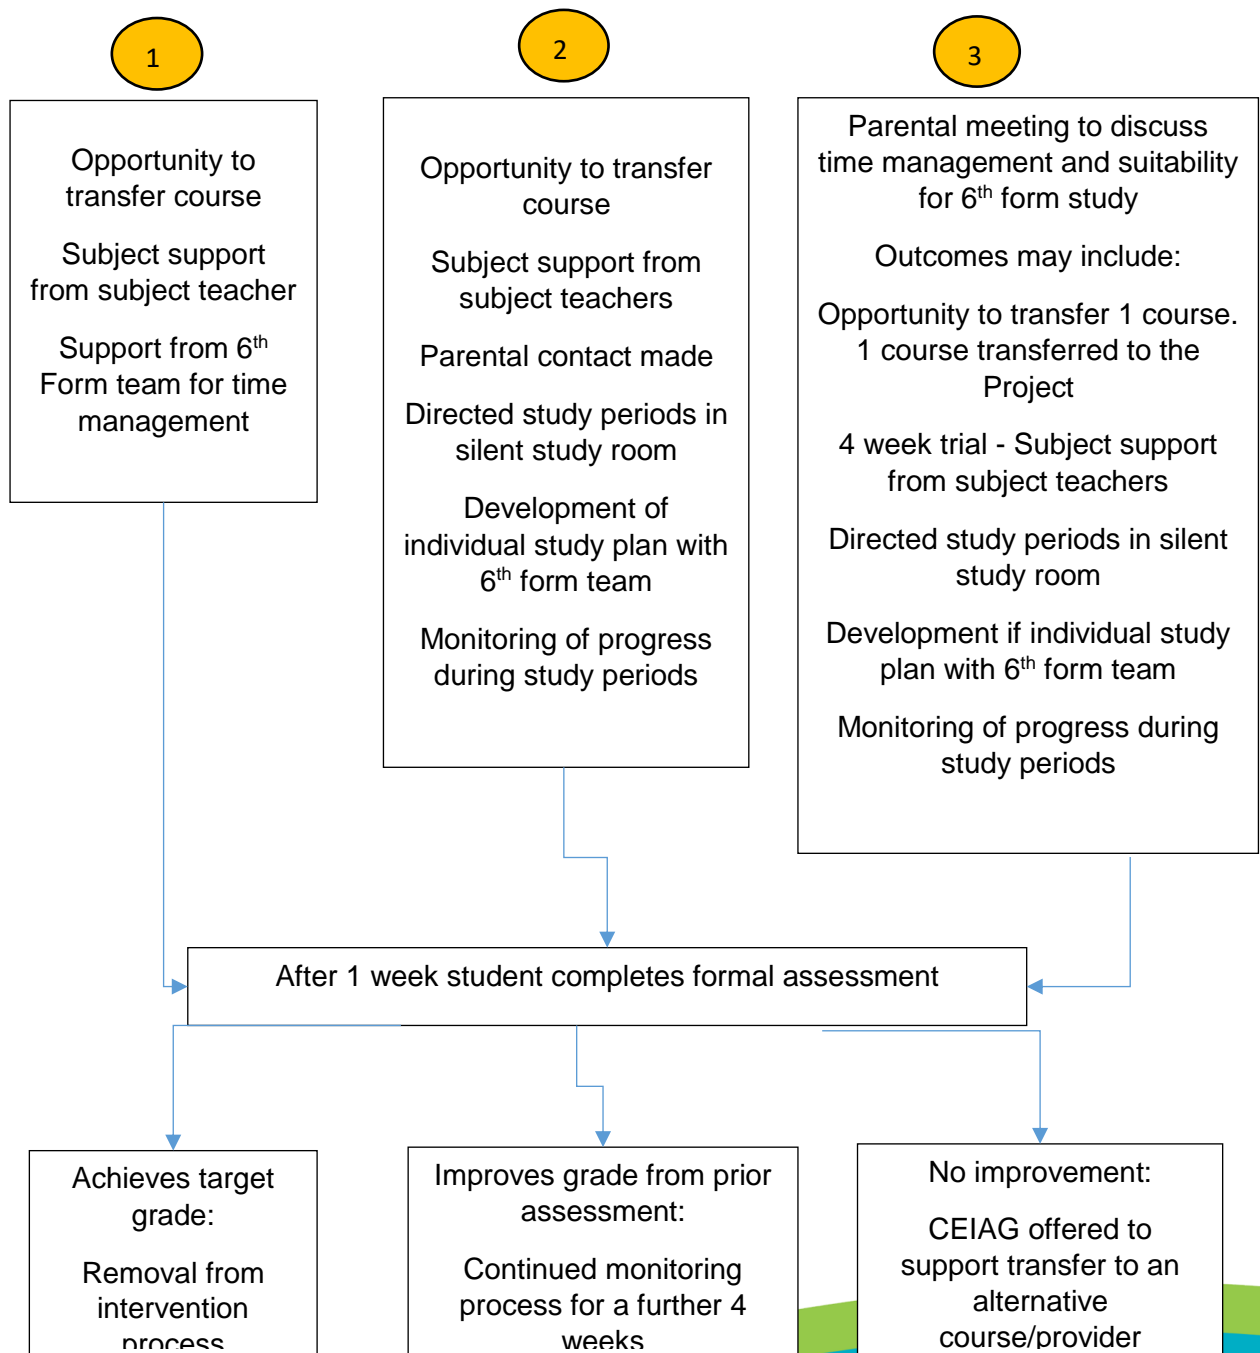 1
Opportunity to
transfer course
Subject support
from subject teacher
Support from 6th
Form team for time
management
2
Opportunity to transfer
course
Subject support from
subject teachers
Parental contact made
Directed study periods in
silent study room
Development of
individual study plan with
6th form team
Monitoring of progress
during study periods
3
Parental meeting to discuss
time management and suitability
for 6th form study
Outcomes may include:
Opportunity to transfer 1 course.
1 course transferred to the
Project
4 week trial - Subject support
from subject teachers
Directed study periods in silent
study room
Development if individual study
plan with 6th form team
Monitoring of progress during
study periods
After 1 week student completes formal assessment
Achieves target
grade:
Removal from
intervention
process
Improves grade from prior
assessment:
Continued monitoring
process for a further 4
weeks
No improvement:
CEIAG offered to
support transfer to an
alternative
course/provider